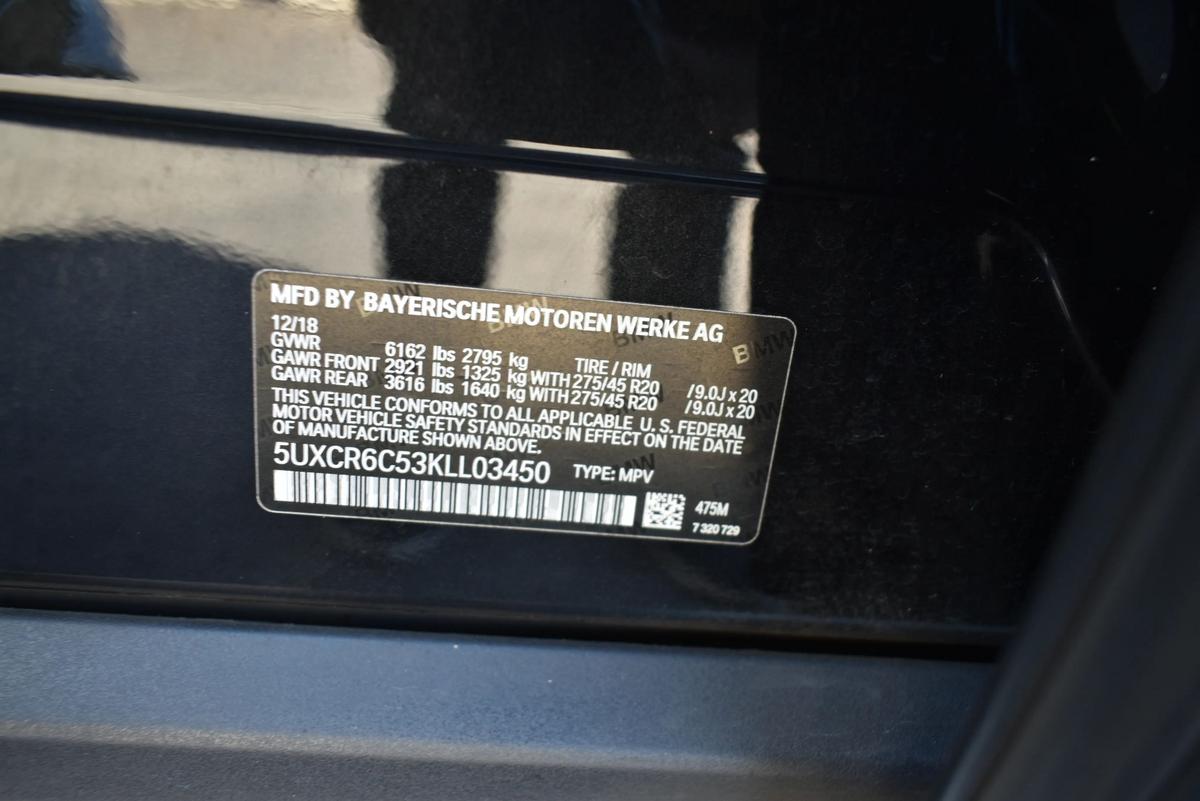 MFD BY BAYERISCHE MOTOREN WERKE AG
12/18
GVWR 6162 lbs 2795 kg TIRE / RIM
GAWR FRONT 2921 lbs 1325 kg WITH 275/45 R20 /9.0J x 20
GAWR REAR 3616 lbs 1640 kg WITH 275/45 R20 /9.0J x 20
THIS VEHICLE CONFORMS TO ALL APPLICABLE U. S. FEDERAL
MOTOR VEHICLE SAFETY STANDARDS IN EFFECT ON THE DATE
OF MANUFACTURE SHOWN ABOVE.
5UXCR6C53KLL03450 TYPE: MPV
475M
7 320 729
BMW